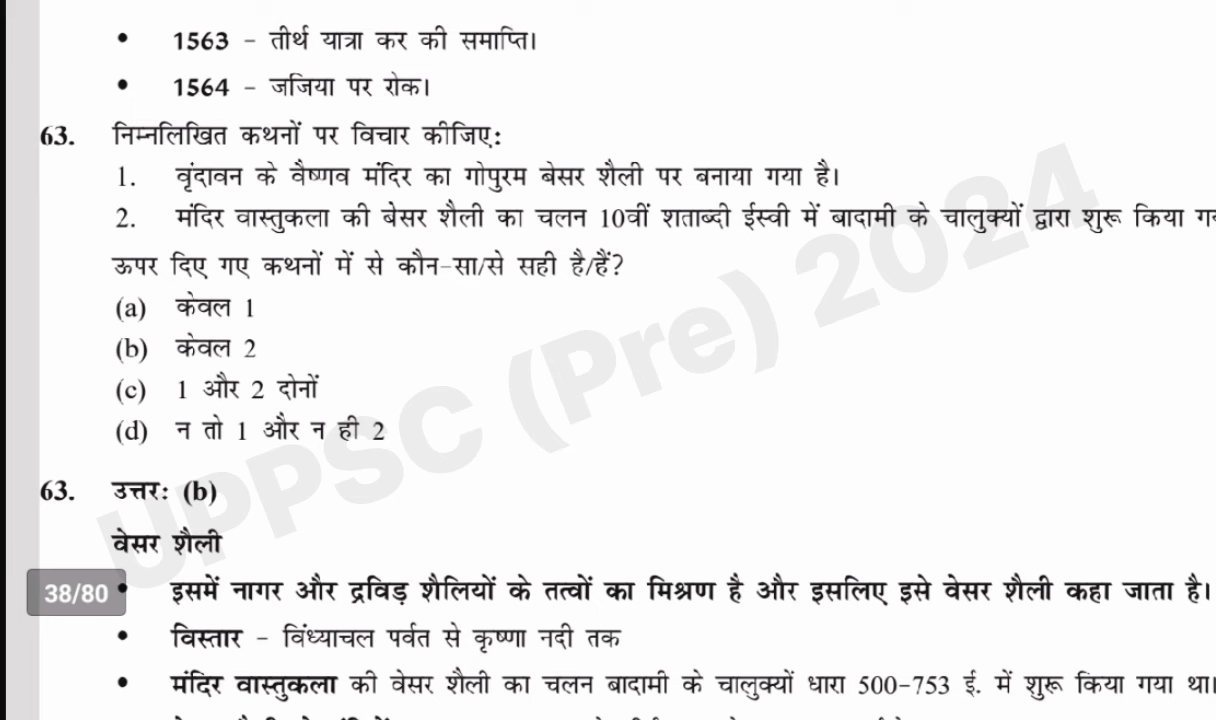 • 1563 - तीर्थ यात्रा कर की समाप्ति।
• 1564 - जजिया पर रोक।
63. निम्नलिखित कथनों पर विचार कीजिए:
1. वृंदावन के वैष्णव मंदिर का गोपुरम बेसर शैली पर बनाया गया है।
2. मंदिर वास्तुकला की बेसर शैली का चलन 10वीं शताब्दी ईस्वी में बादामी के चालुक्यों द्वारा शुरू किया
ऊपर दिए गए कथनों में से कौन-सा/से सही है/हैं?
(a) केवल 1
(b) केवल 2
(c) 1 और 2 दोनों
(d) न तो 1 और न ही 2
UPPSC (Pre) 2024
63. उत्तर: (b)
वेसर शैली
38/80
• इसमें नागर और द्रविड़ शैलियों के तत्वों का मिश्रण है और इसलिए इसे वेसर शैली कहा जाता है।
• विस्तार - विंध्याचल पर्वत से कृष्णा नदी तक
• मंदिर वास्तुकला की वेसर शैली का चलन बादामी के चालुक्यों धारा 500-753 ई. में शुरू किया गया था।